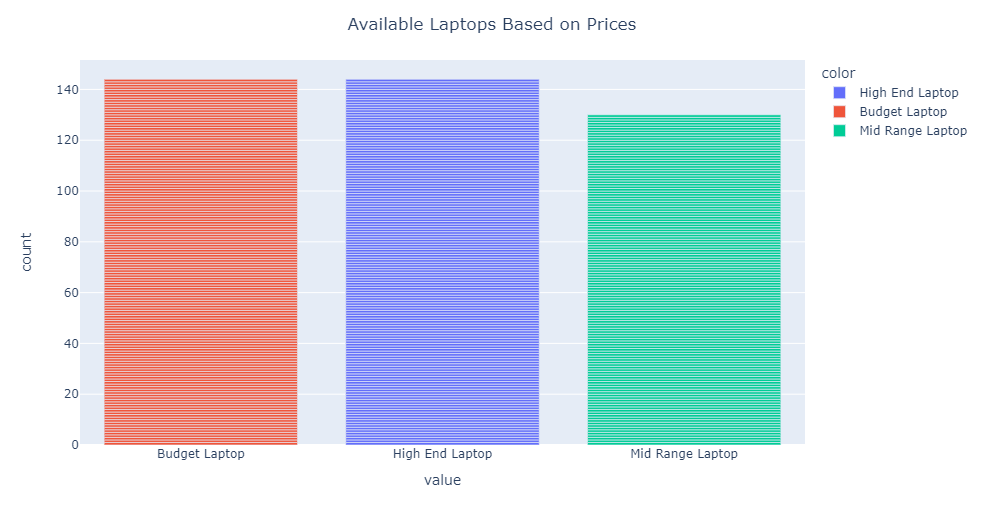 Available Laptops Based on Prices
color
High End Laptop
Budget Laptop
Mid Range Laptop
count
140
120
100
80
60
40
20
0
Budget Laptop
High End Laptop
Mid Range Laptop
value